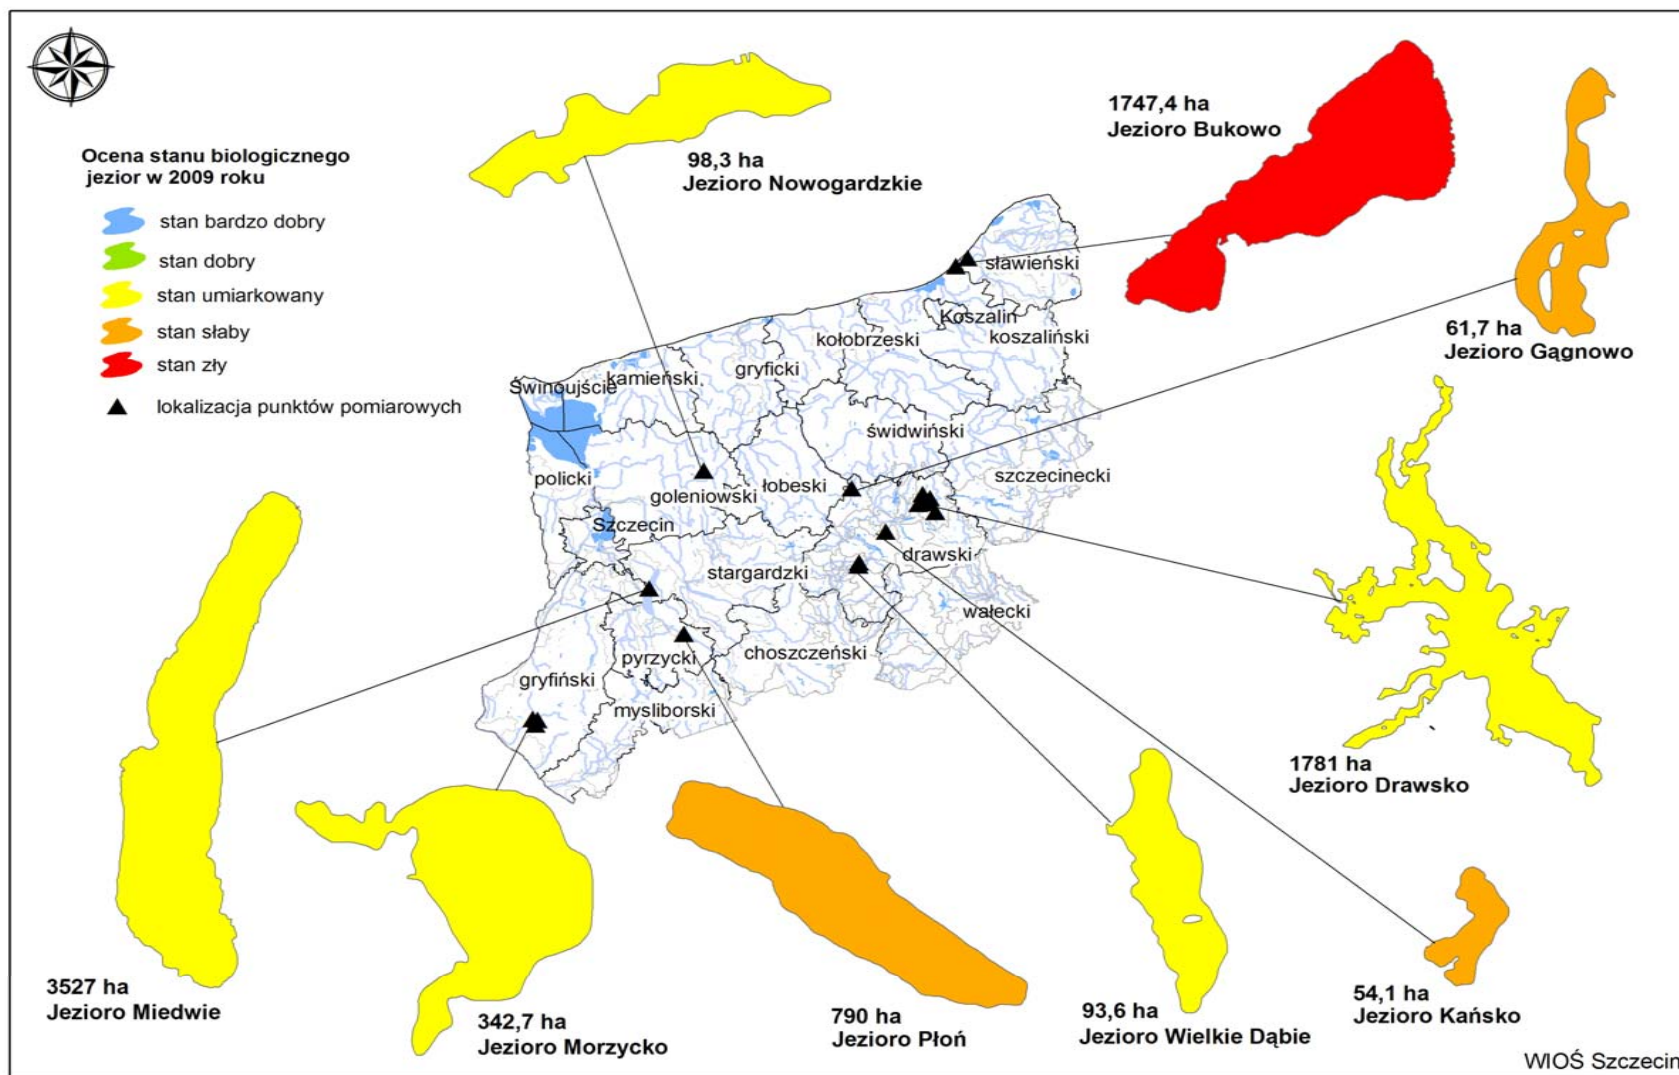 Ocena stanu biologicznego
jezior w 2009 roku
stan bardzo dobry
stan dobry
stan umiarkowany
stan słaby
stan zły
lokalizacja punktów pomiarowych
98,3 ha
Jezioro Nowogardzkie
1747,4 ha
Jezioro Bukowo
61,7 ha
Jezioro Gągnowo
1781 ha
Jezioro Drawsko
54,1 ha
Jezioro Kańsko
93,6 ha
Jezioro Wielkie Dąbie
790 ha
Jezioro Płoń
342,7 ha
Jezioro Morzycko
3527 ha
Jezioro Miedwie
sławieński
Koszalin
koszaliński
kołobrzeski
gryficki
kamieński
Świnoujście
świdwiński
szczecinecki
policki
goleniowski
łobeski
Szczecin
stargardzki
drawski
wałecki
choszczeński
pyrzycki
gryfiński
mysliborski
WIOŚ Szczecin